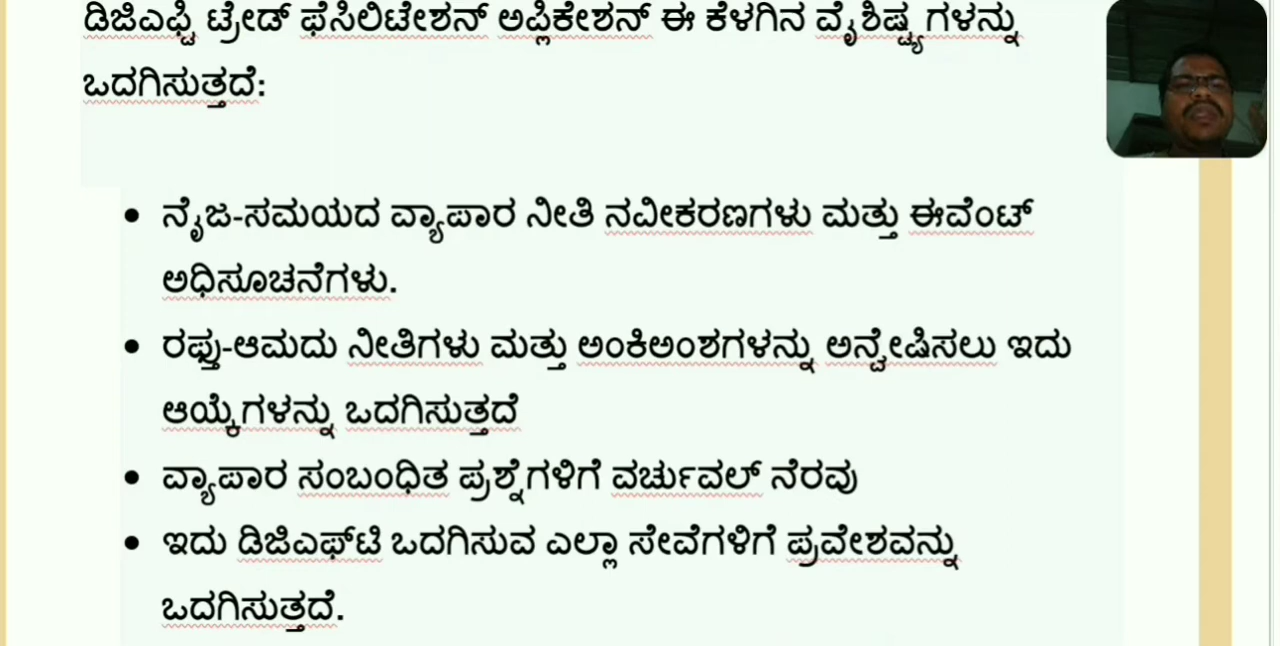 ಡಿಜಿಎಫ್ಟಿ ಟ್ರೇಡ್ ಫೆಸಿಲಿಟೇಶನ್ ಅಪ್ಲಿಕೇಶನ್ ಈ ಕೆಳಗಿನ ವೈಶಿಷ್ಟ್ಯಗಳನ್ನು
ಒದಗಿಸುತ್ತದೆ:
• ನೈಜ-ಸಮಯದ ವ್ಯಾಪಾರ ನೀತಿ ನವೀಕರಣಗಳು ಮತ್ತು ಈವೆಂಟ್
ಅಧಿಸೂಚನೆಗಳು.
• ರಫ್ತು-ಆಮದು ನೀತಿಗಳು ಮತ್ತು ಅಂಕಿಅಂಶಗಳನ್ನು ಅನ್ವೇಷಿಸಲು ಇದು
ಆಯ್ಕೆಗಳನ್ನು ಒದಗಿಸುತ್ತದೆ
• ವ್ಯಾಪಾರ ಸಂಬಂಧಿತ ಪ್ರಶ್ನೆಗಳಿಗೆ ವರ್ಚುವಲ್ ನೆರವು
• ಇದು ಡಿಜಿಎಫ್‌ಟಿ ಒದಗಿಸುವ ಎಲ್ಲಾ ಸೇವೆಗಳಿಗೆ ಪ್ರವೇಶವನ್ನು
ಒದಗಿಸುತ್ತದೆ.